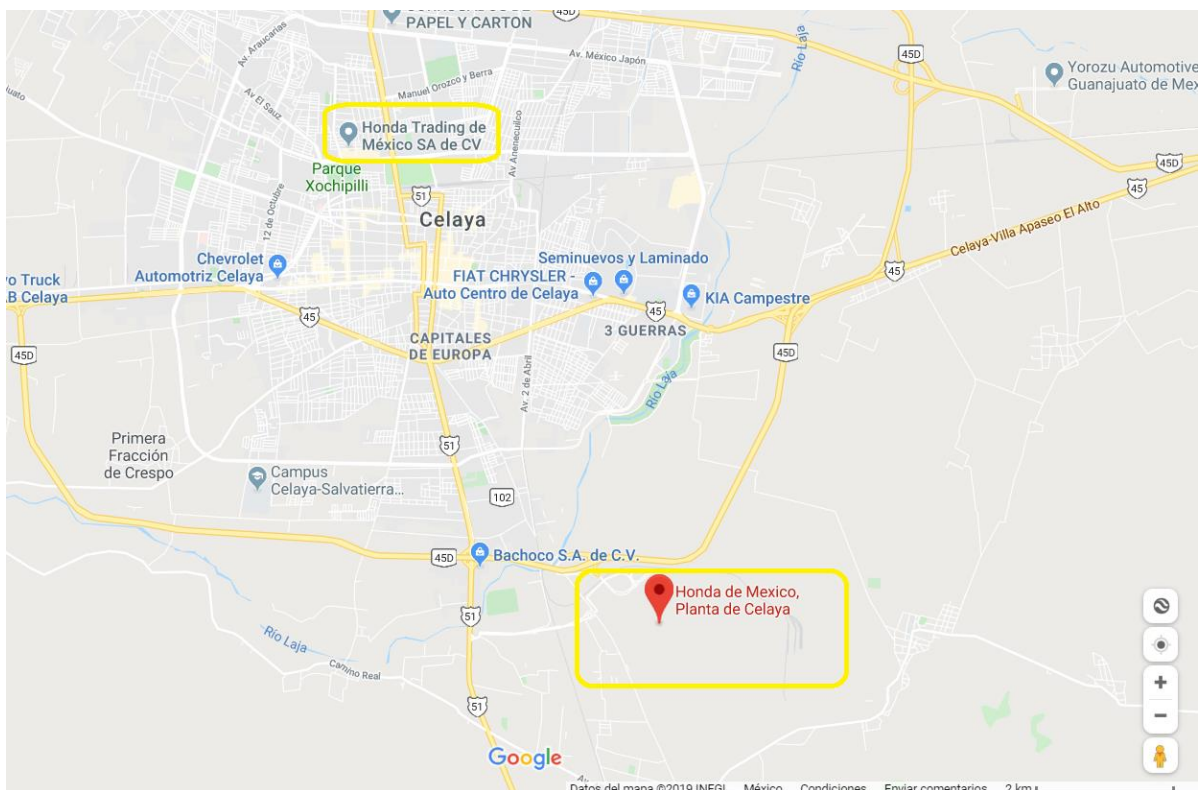 PAPEL Y CARTON
45D
Av. Araucarias
Av. México Japón
Río Laja
45D
Yorozu Automotive
Guanajuato de Mex
Manuel Orozco y Berra
Av El Sauz
Honda Trading de
México SA de CV
Av Anenecuilco
45D
Parque
Xochipilli
51
45
12 de Octubre
Celaya
Celaya-Villa Apaseo El Alto
Chevrolet
Automotriz Celaya
Seminuevos y Laminado
FIAT CHRYSLER -
Auto Centro de Celaya
45
o Truck
B Celaya
KIA Campestre
45
45
3 GUERRAS
CAPITALES
DE EUROPA
45D
45D
Río Laja
Av. 2 de Abril
Primera
Fracción
de Crespo
51
Campus
Celaya-Salvatierra...
102
45D
Bachoco S.A. de C.V.
Honda de Mexico,
Planta de Celaya
51
Río Laja
Camino Real
51
Google
Datos del mapa ©2019 INEGI México Condiciones Enviar comentarios 2 km